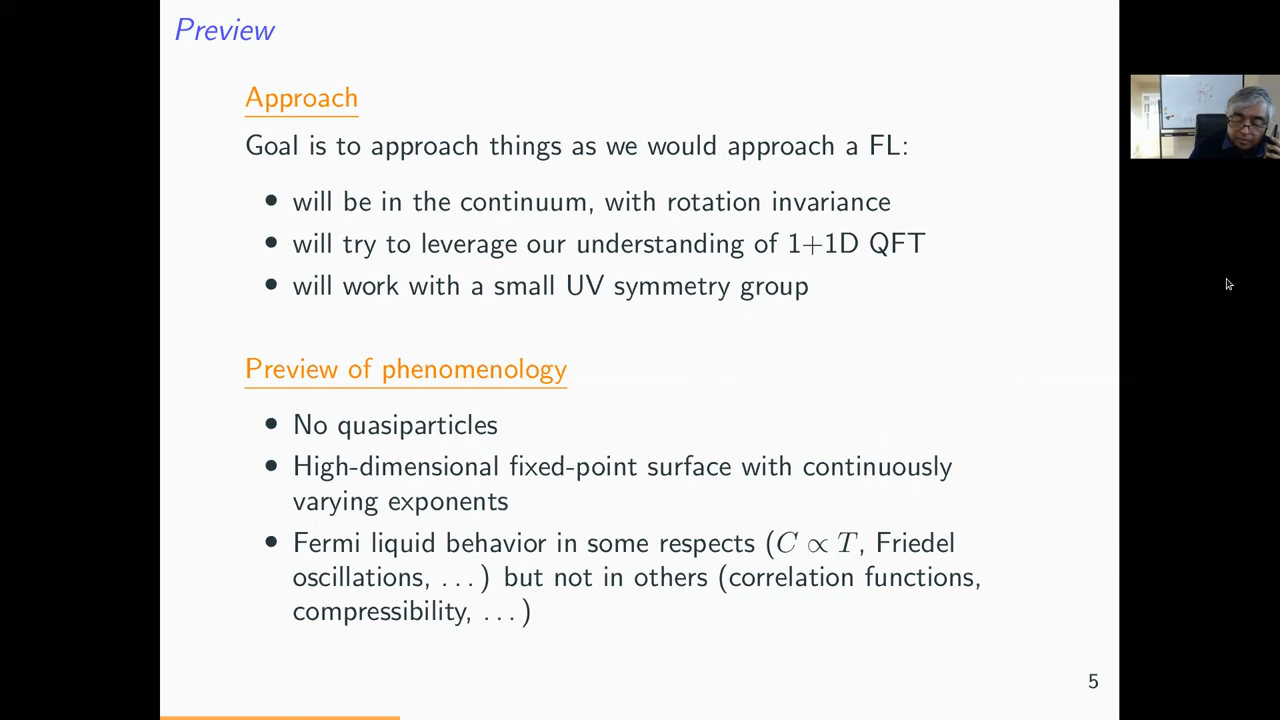 Preview
Approach
Goal is to approach things as we would approach a FL:
• will be in the continuum, with rotation invariance
• will try to leverage our understanding of 1+1D QFT
• will work with a small UV symmetry group
Preview of phenomenology
• No quasiparticles
• High-dimensional fixed-point surface with continuously
varying exponents
• Fermi liquid behavior in some respects (C ∝ T, Friedel
oscillations, ...) but not in others (correlation functions,
compressibility, ...)
5